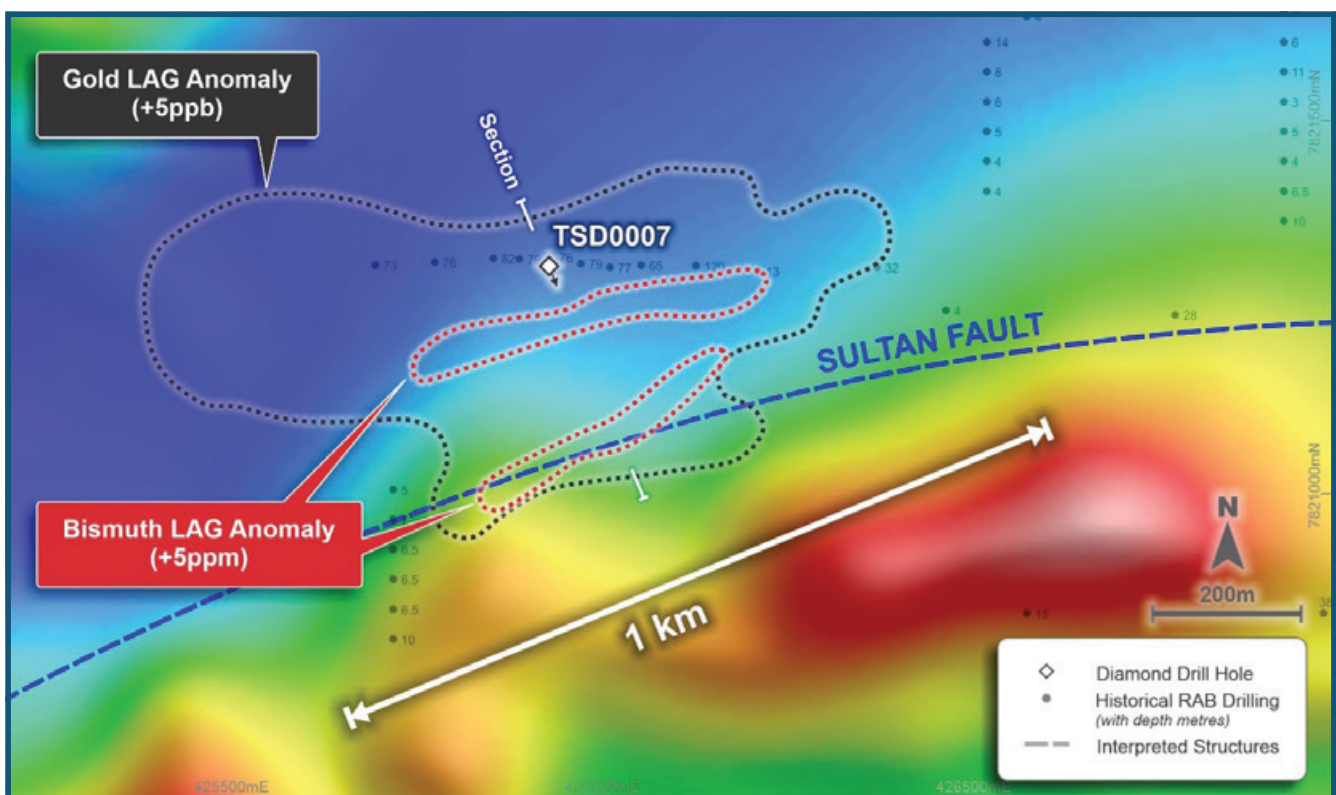 Gold LAG Anomaly
(+5ppb)
Section
TSD0007
14
8
6
5
4
4
6
11
3
5
4
6.5
10
7821500mN
73
76
82
76
79
77
65
120
32
4
28
SULTAN FAULT
5
Bismuth LAG Anomaly
(+5ppm)
6.5
6.5
6.5
10
1 km
7821000mN
N
200m
15
38
Diamond Drill Hole
Historical RAB Drilling
(with depth metres)
Interpreted Structures
425500mE
426500mE